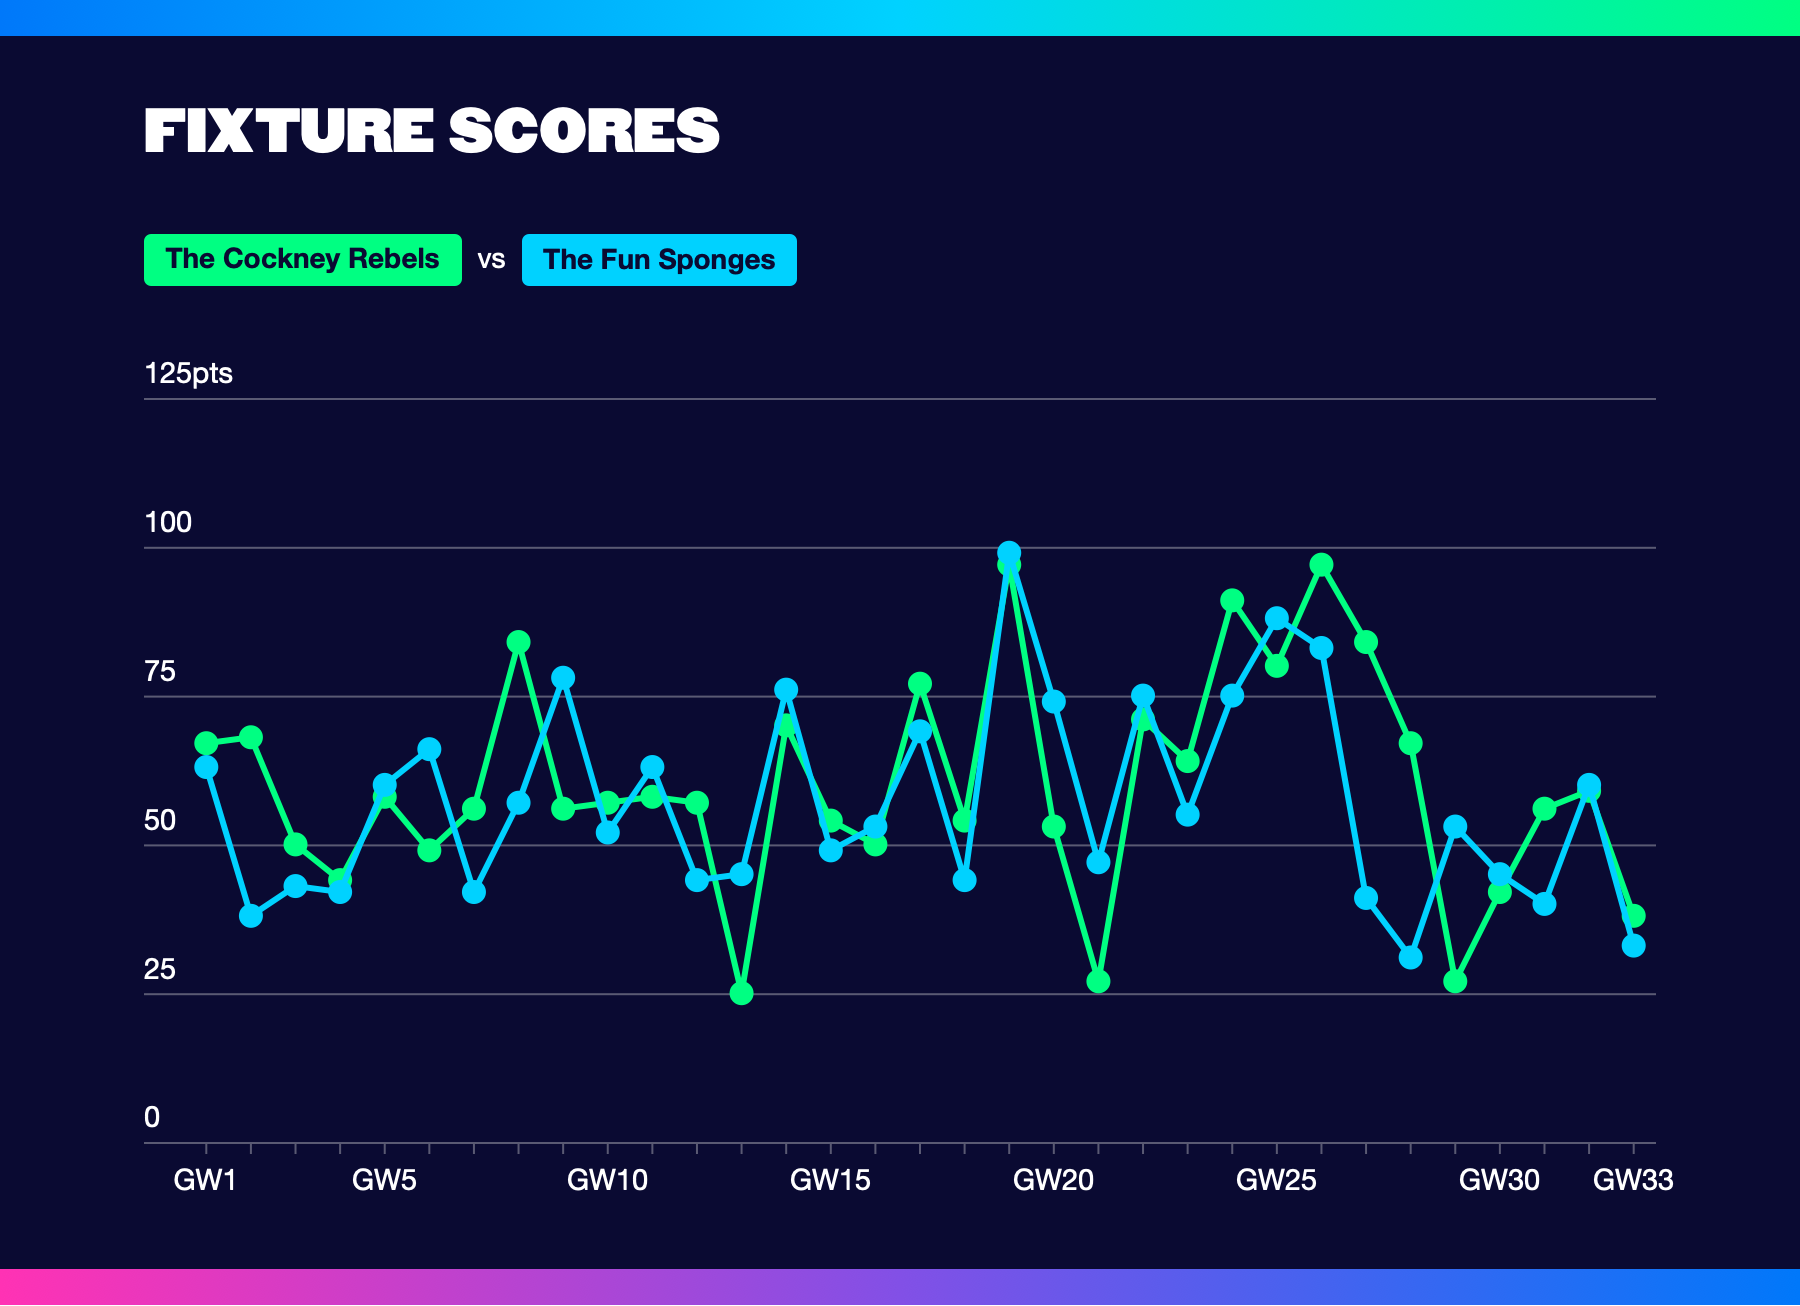 FIXTURE SCORES
The Cockney Rebels vs The Fun Sponges
125pts
100
75
50
25
0
GW1 GW5 GW10 GW15 GW20 GW25 GW30 GW33